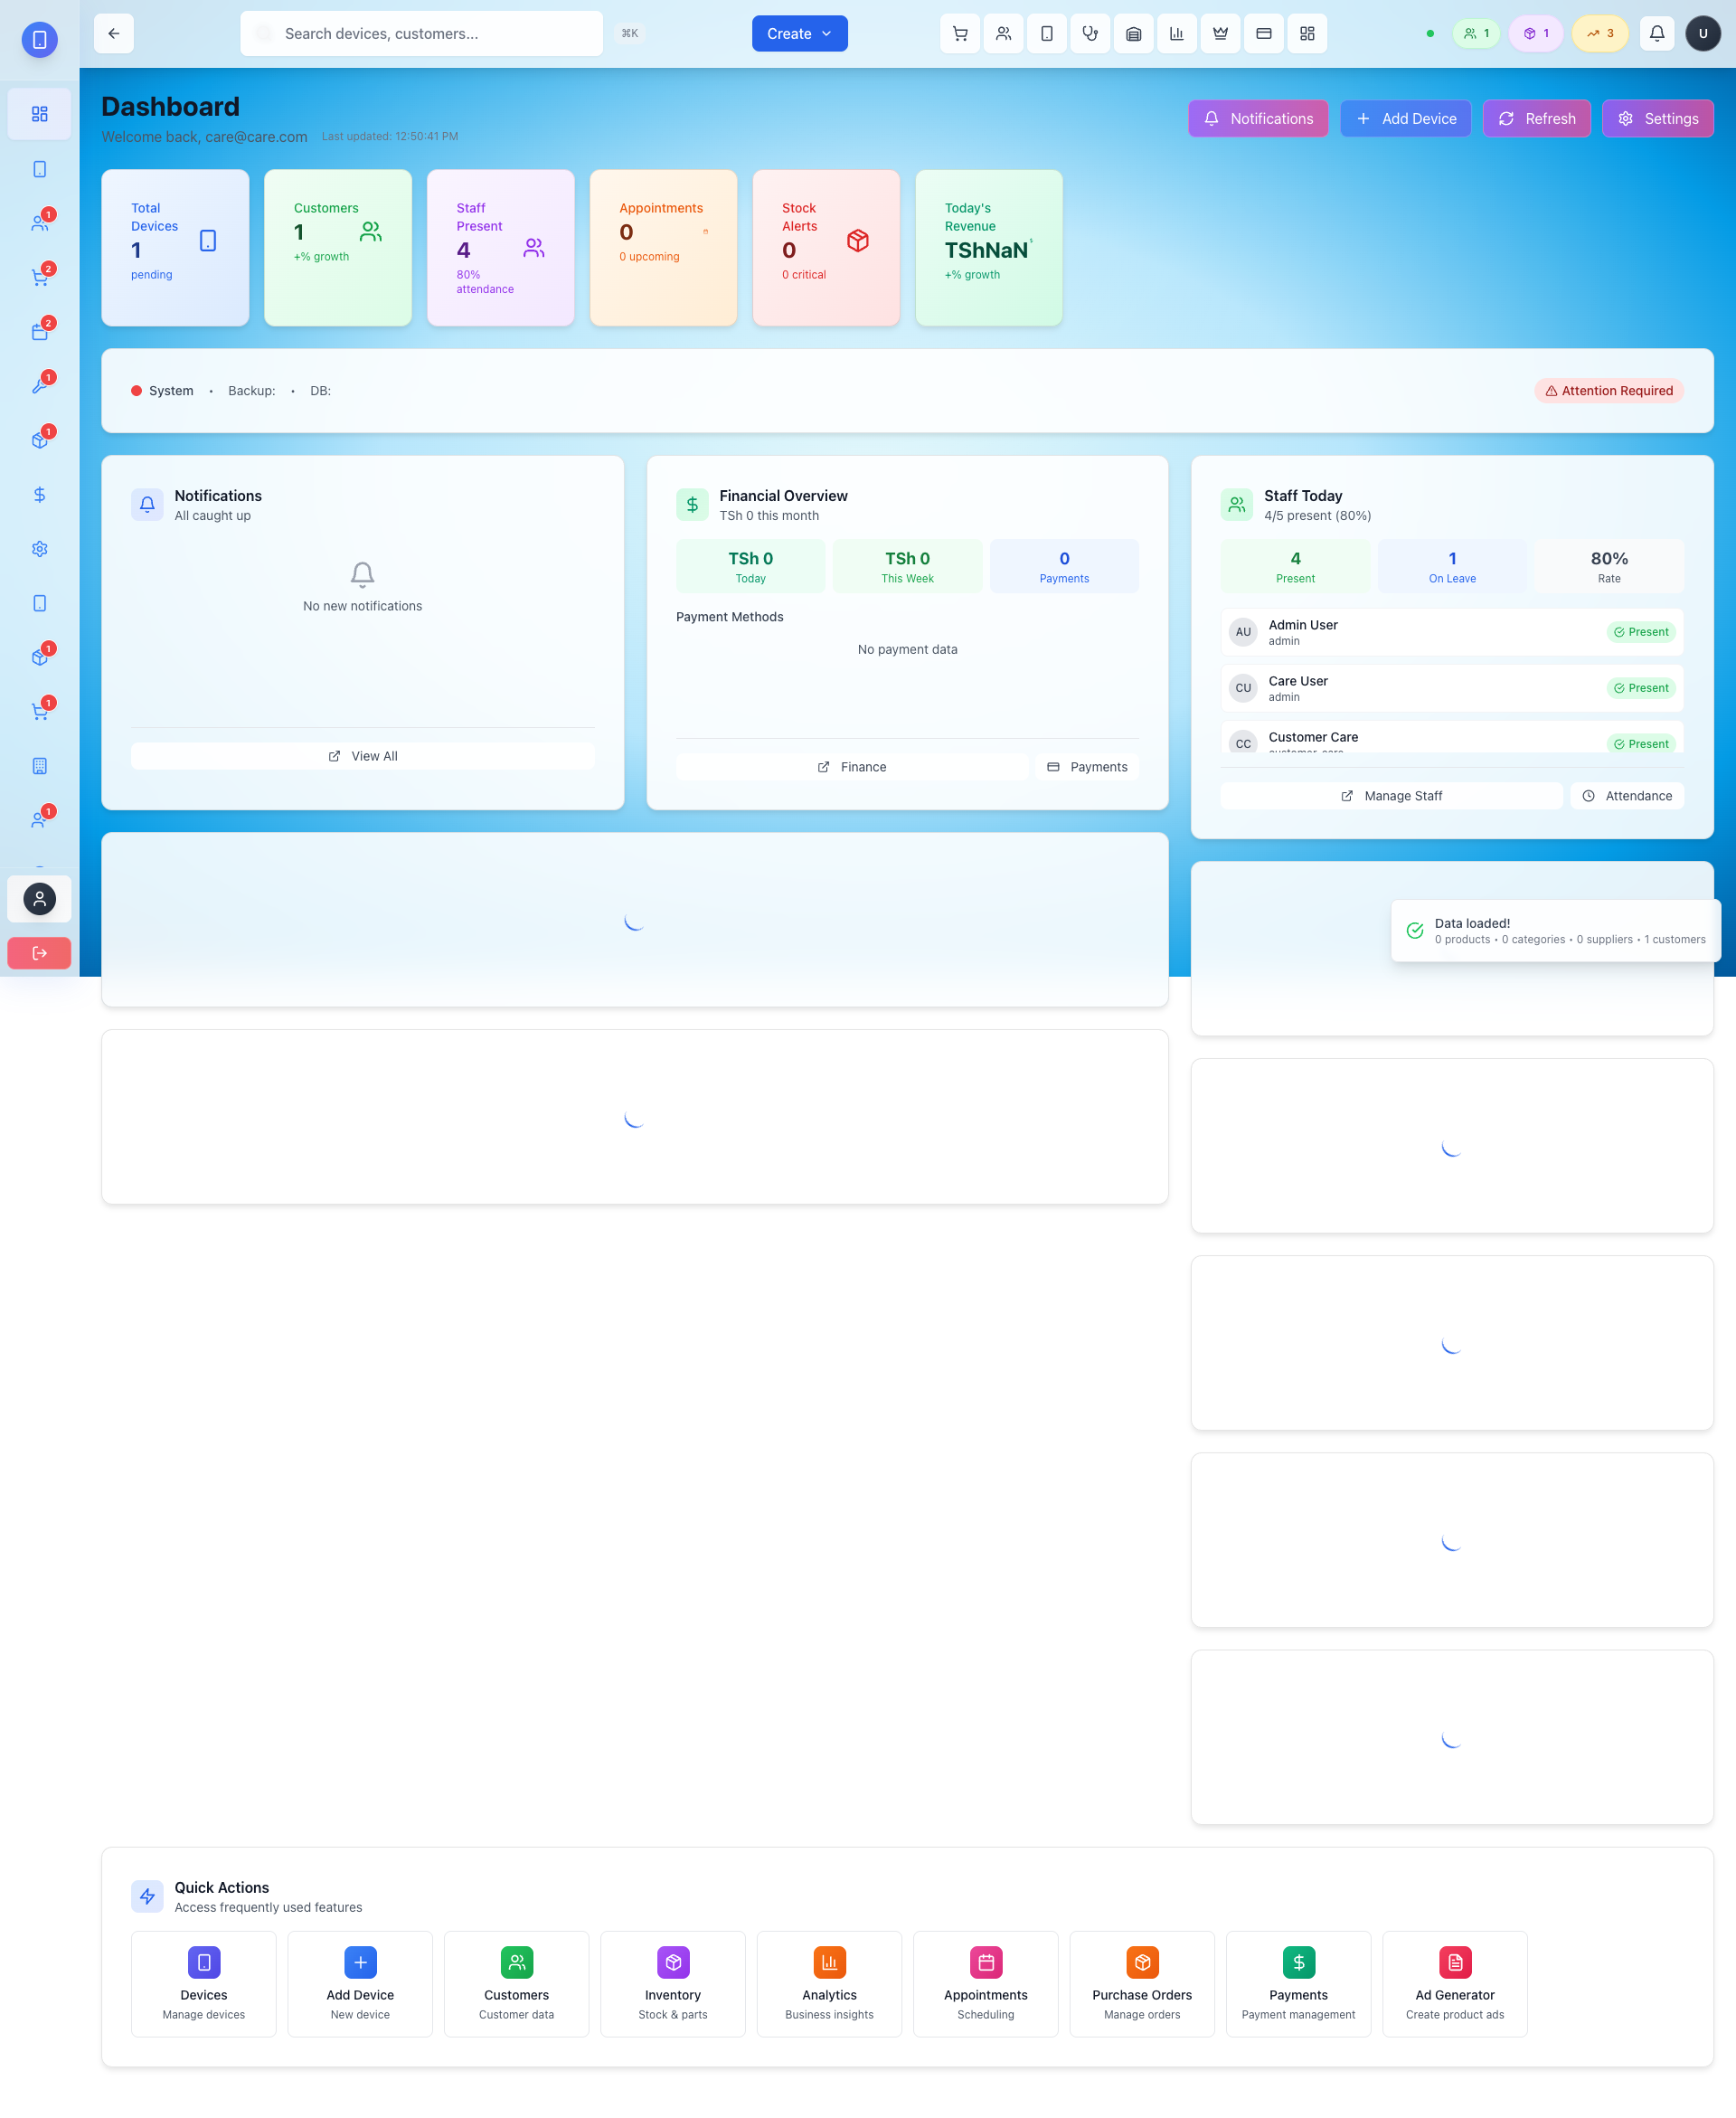 Search devices, customers...
⌘K
Create
1
1
3
U
Dashboard
Welcome back, care@care.com
Last updated: 12:50:41 PM
Notifications
Add Device
Refresh
Settings
1
2
2
1
1
1
1
1
Total
Devices
1
pending
Customers
1
+% growth
Staff
Present
4
80%
attendance
Appointments
0
0 upcoming
Stock
Alerts
0
0 critical
Today's
Revenue
TShNaN
+% growth
System • Backup: • DB:
Attention Required
Notifications
All caught up
No new notifications
View All
Financial Overview
TSh 0 this month
TSh 0
Today
TSh 0
This Week
0
Payments
Payment Methods
No payment data
Finance
Payments
Staff Today
4/5 present (80%)
4
Present
1
On Leave
80%
Rate
AU
Admin User
admin
Present
CU
Care User
admin
Present
CC
Customer Care
customer-care
Present
Manage Staff
Attendance
Data loaded!
0 products • 0 categories • 0 suppliers • 1 customers
Quick Actions
Access frequently used features
Devices
Manage devices
Add Device
New device
Customers
Customer data
Inventory
Stock & parts
Analytics
Business insights
Appointments
Scheduling
Purchase Orders
Manage orders
Payments
Payment management
Ad Generator
Create product ads